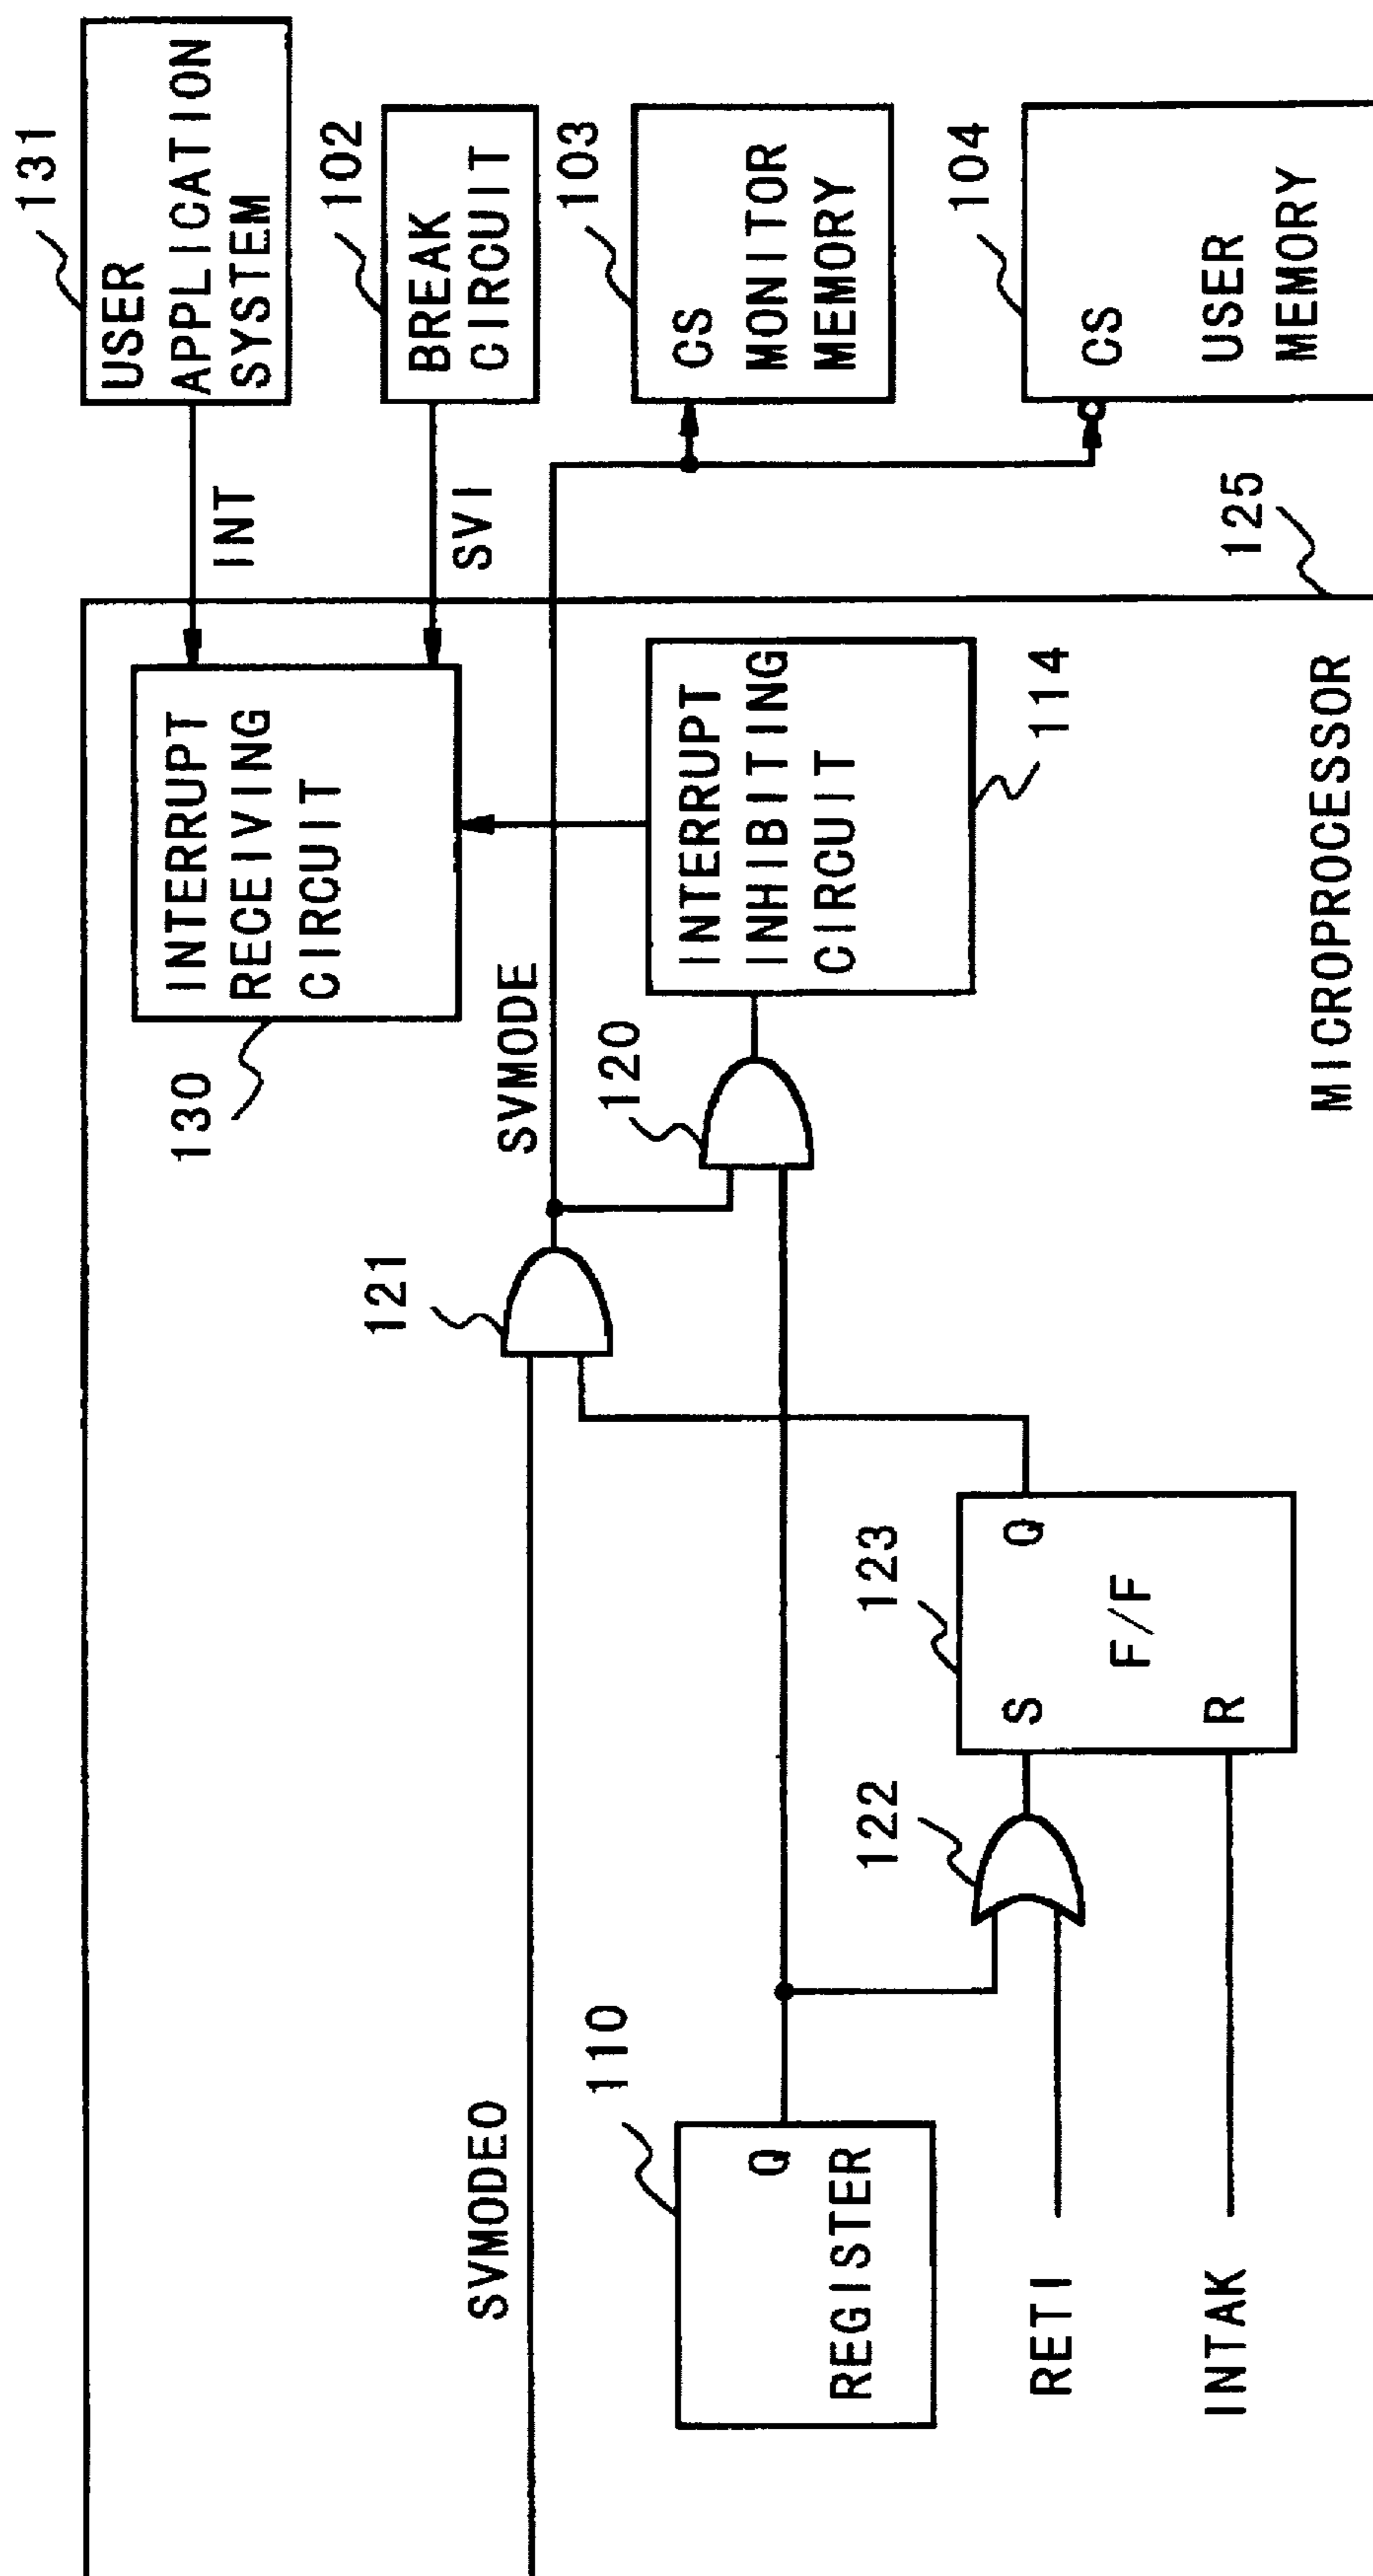 131
USER
APPLICATION
SYSTEM
INT
102
BREAK
CIRCUIT
SVI
103
CS
MONITOR
MEMORY
104
CS
USER
MEMORY
125
MICROPROCESSOR
130
INTERRUPT
RECEIVING
CIRCUIT
114
INTERRUPT
INHIBITING
CIRCUIT
SVMODE
120
121
123
S
Q
F/F
R
122
110
Q
REGISTER
SVMODE0
RETI
INTAK